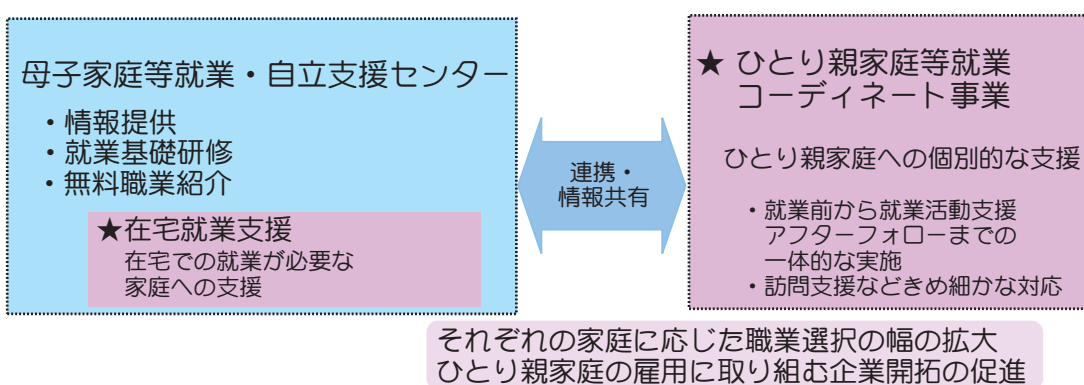 母子家庭等就業・自立支援センター
・情報提供
・就業基礎研修
・無料職業紹介
★在宅就業支援
在宅での就業が必要な
家庭への支援
連携・
情報共有
★ ひとり親家庭等就業
コーディネート事業
ひとり親家庭への個別的な支援
・就業前から就業活動支援
アフターフォローまでの
一体的な実施
・訪問支援などきめ細かな対応
それぞれの家庭に応じた職業選択の幅の拡大
ひとり親家庭の雇用に取り組む企業開拓の促進